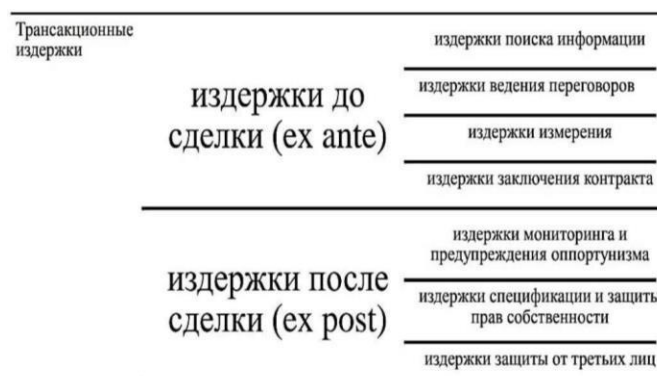 Трансакционные
издержки
издержки до
сделки (ex ante)
издержки поиска информации
издержки ведения переговоров
издержки измерения
издержки заключения контракта
издержки после
сделки (ex post)
издержки мониторинга и
предупреждения оппортунизма
издержки спецификации и защиты
прав собственности
издержки защиты от третьих лиц